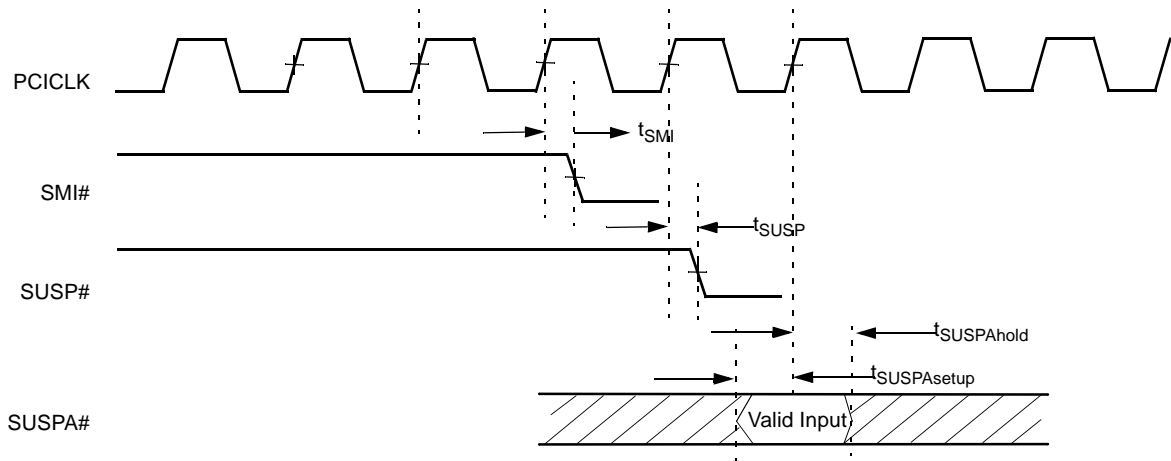 PCICLK
tSMI
SMI#
tSUSP
SUSP#
tSUSPAhold
tSUSPAsetup
SUSPA#
Valid Input